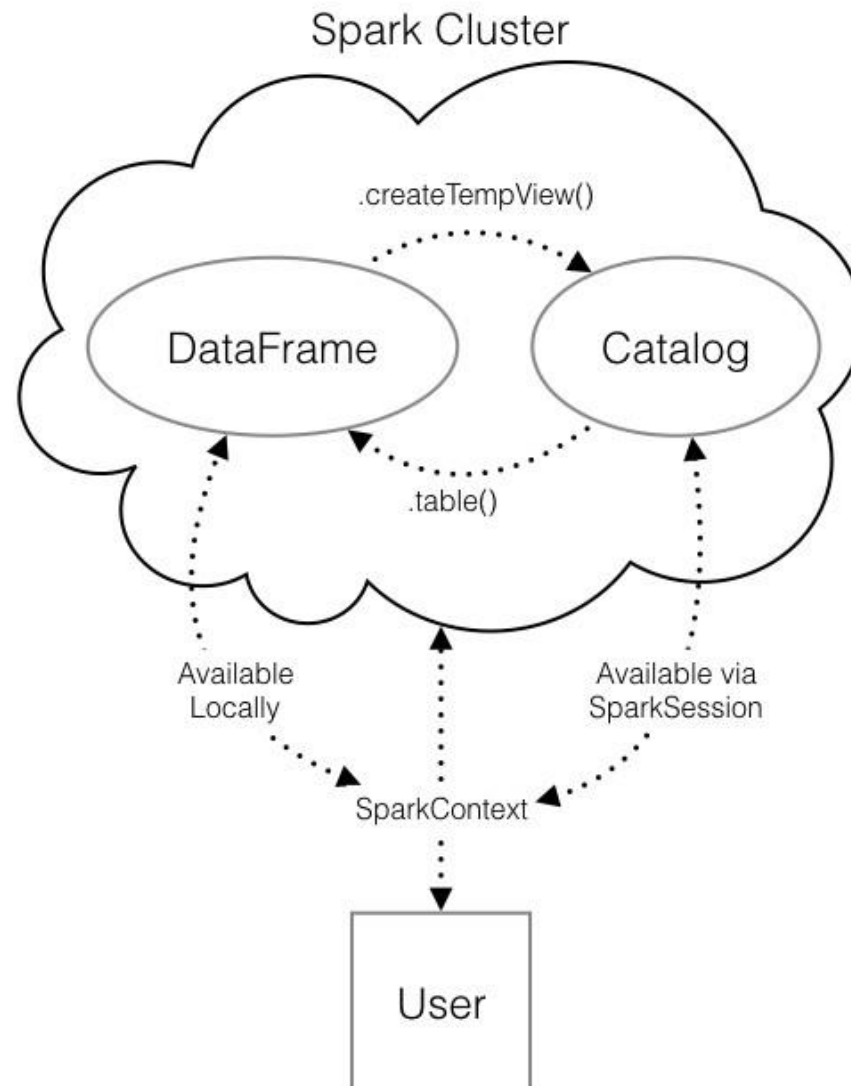 Spark Cluster
.createTempView()
DataFrame
Catalog
.table()
Available
Locally
Available via
SparkSession
SparkContext
User